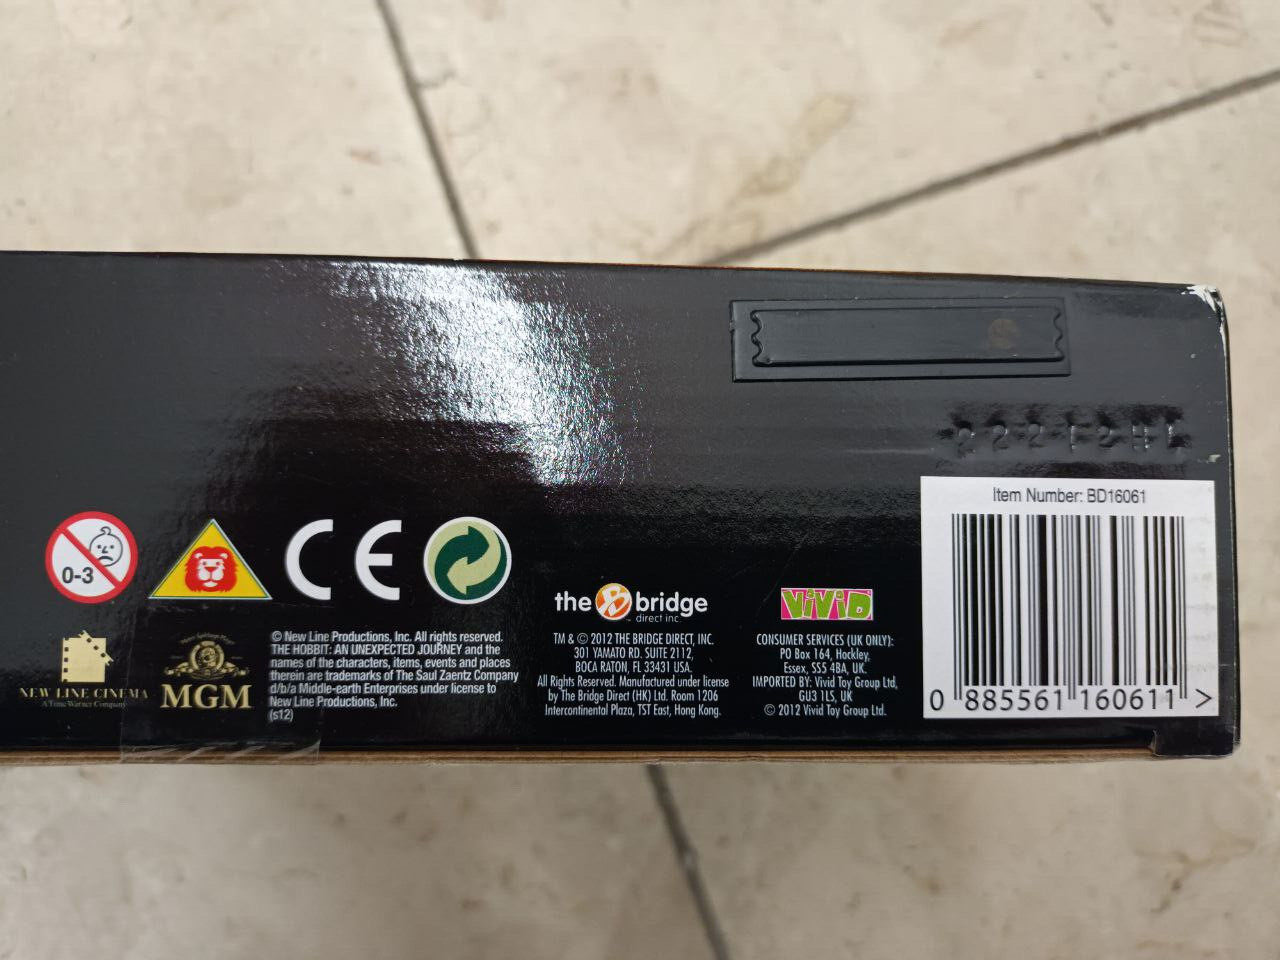 Item Number: BD16061
0 885561 160611 >
0-3
CE
the bridge
direct inc.
TM & © 2012 THE BRIDGE DIRECT, INC.
301 YAMATO RD. SUITE 2112,
BOCA RATON, FL 33431 USA.
All Rights Reserved. Manufactured under license
by The Bridge Direct (HK) Ltd. Room 1206
Intercontinental Plaza, TST East, Hong Kong.
ViViD
CONSUMER SERVICES (UK ONLY):
PO Box 164, Hockley,
Essex, SS5 4BA, UK.
IMPORTED BY: Vivid Toy Group Ltd,
GU3 1LS, UK
© 2012 Vivid Toy Group Ltd.
NEW LINE CINEMA
A Time Warner Company
MGM
© New Line Productions, Inc. All rights reserved.
THE HOBBIT: AN UNEXPECTED JOURNEY and the
names of the characters, items, events and places
therein are trademarks of The Saul Zaentz Company
d/b/a Middle-earth Enterprises under license to
New Line Productions, Inc.
(s12)